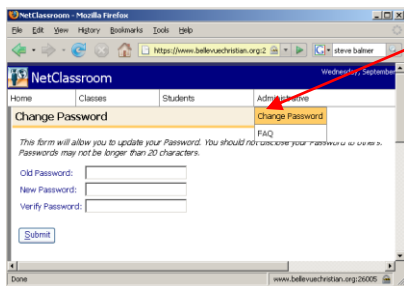 NetClassroom - Mozilla Firefox
File Edit View History Bookmarks Tools Help
https://www.bellevuechristian.org:2 steve balmer
NetClassroom
Wednesday, September
Home Classes Students Administrative
Change Password
Change Password
FAQ
This form will allow you to update your Password. You should not disclose your Password to others.
Passwords may not be longer than 20 characters.
Old Password:
New Password:
Verify Password:
Submit
Done www.bellevuechristian.org:26005